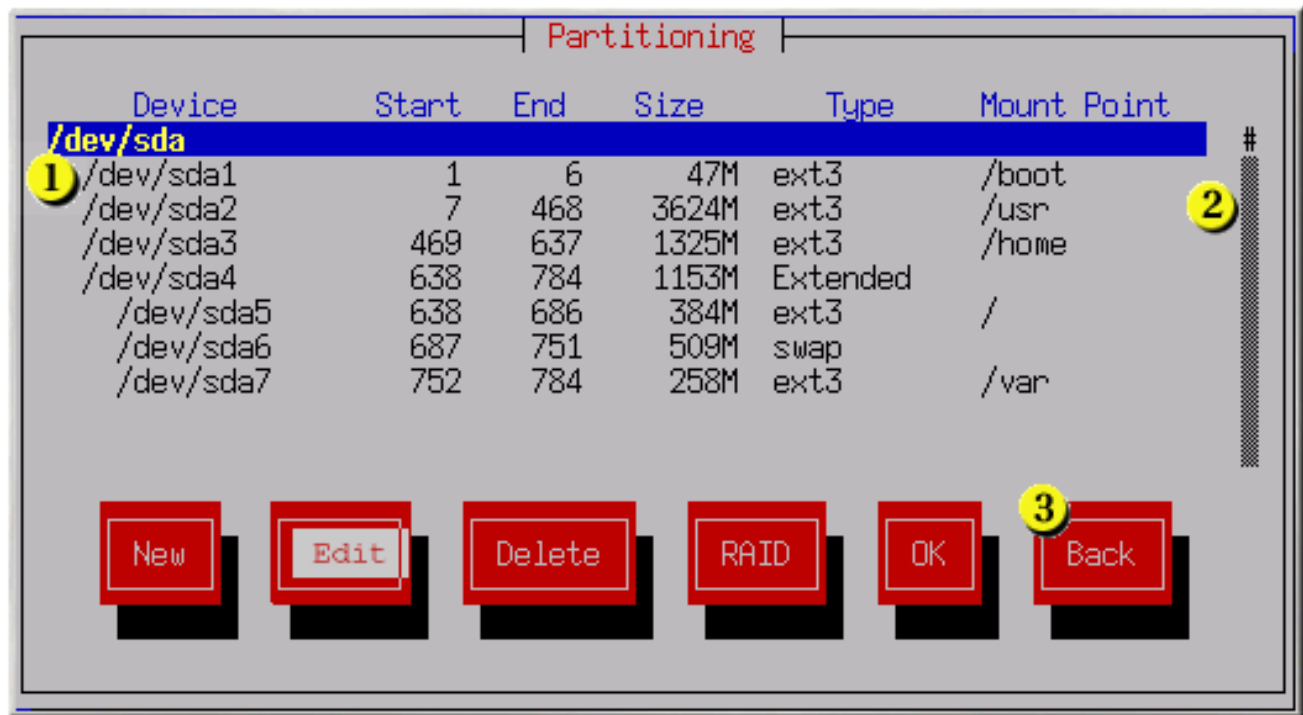 Partitioning
Device Start End Size Type Mount Point
/dev/sda #
1 /dev/sda1 1 6 47M ext3 /boot
/dev/sda2 7 468 3624M ext3 /usr 2
/dev/sda3 469 637 1325M ext3 /home
/dev/sda4 638 784 1153M Extended
/dev/sda5 638 686 384M ext3 /
/dev/sda6 687 751 509M swap
/dev/sda7 752 784 258M ext3 /var
3
New Edit Delete RAID OK Back